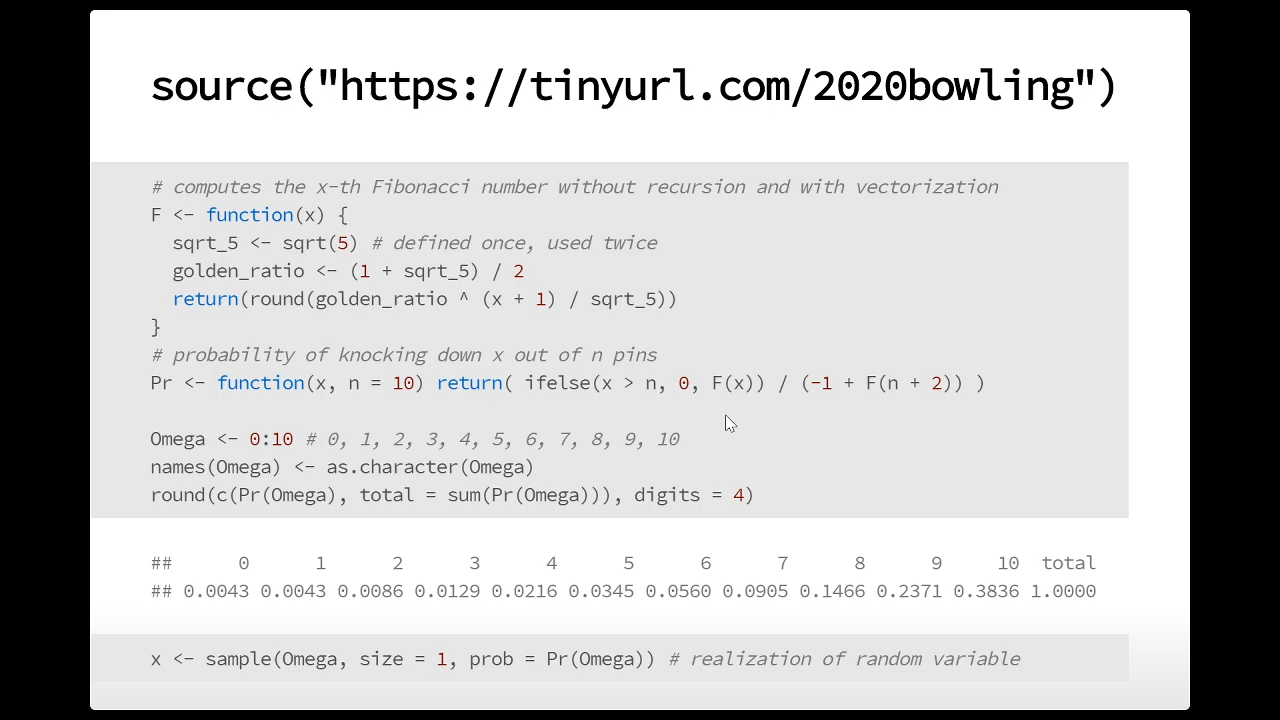 source("https://tinyurl.com/2020bowling")
# computes the x-th Fibonacci number without recursion and with vectorization
F <- function(x) {
  sqrt_5 <- sqrt(5) # defined once, used twice
  golden_ratio <- (1 + sqrt_5) / 2
  return(round(golden_ratio ^ (x + 1) / sqrt_5))
}
# probability of knocking down x out of n pins
Pr <- function(x, n = 10) return( ifelse(x > n, 0, F(x)) / (-1 + F(n + 2)) )
Omega <- 0:10 # 0, 1, 2, 3, 4, 5, 6, 7, 8, 9, 10
names(Omega) <- as.character(Omega)
round(c(Pr(Omega), total = sum(Pr(Omega))), digits = 4)
##      0      1      2      3      4      5      6      7      8      9     10  total
## 0.0043 0.0043 0.0086 0.0129 0.0216 0.0345 0.0560 0.0905 0.1466 0.2371 0.3836 1.0000
x <- sample(Omega, size = 1, prob = Pr(Omega)) # realization of random variable